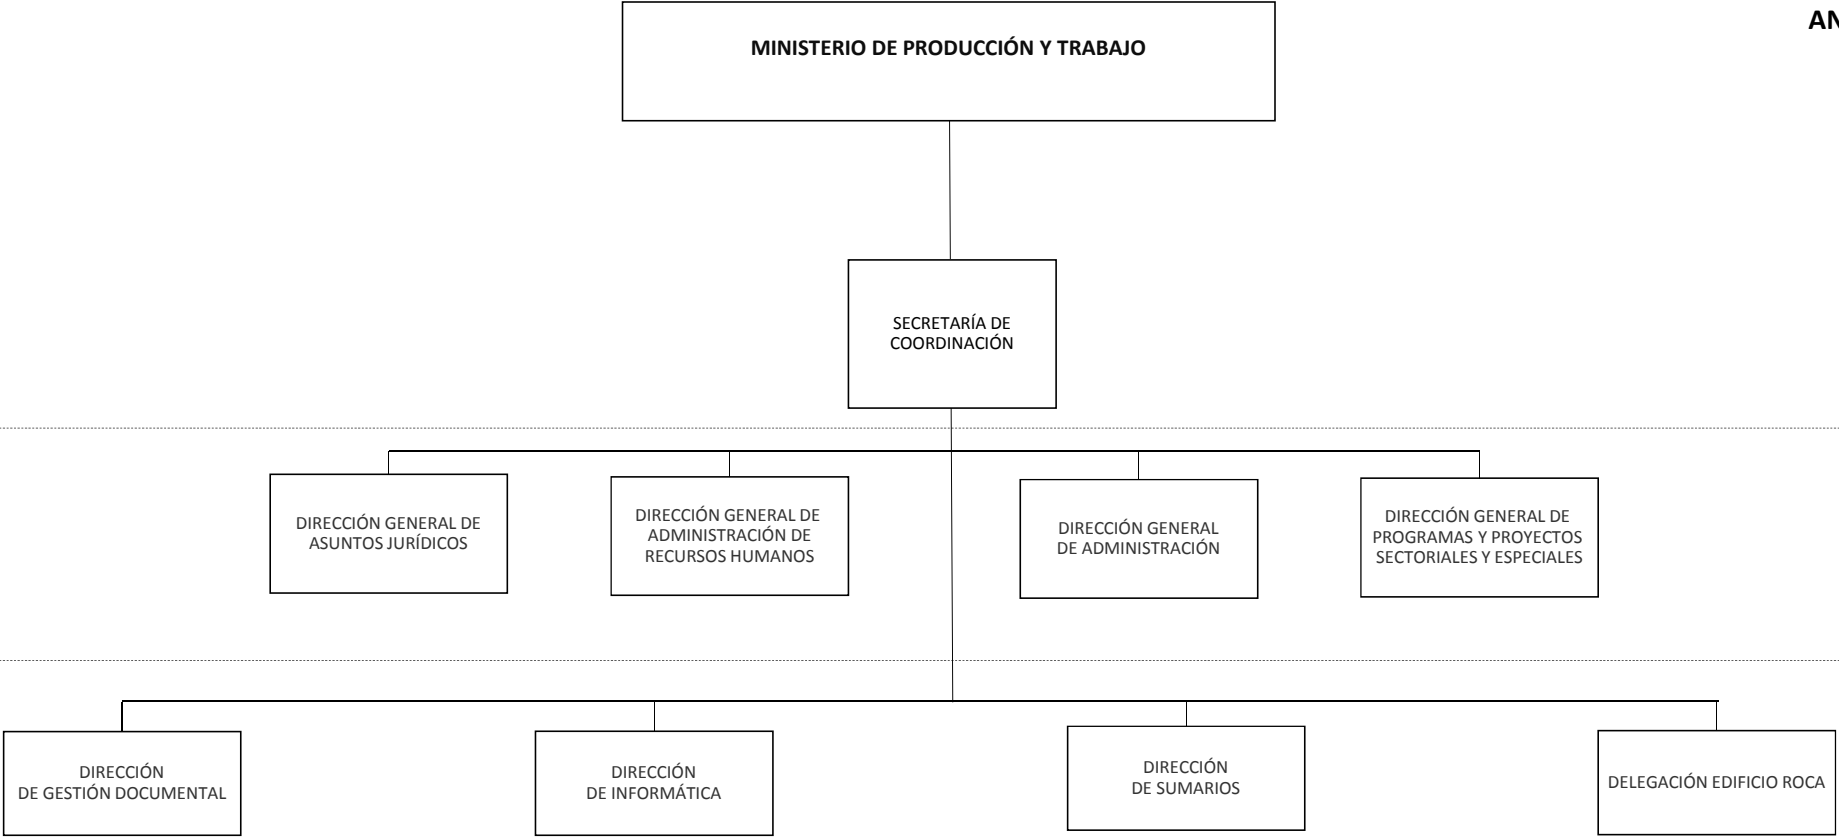 AN
MINISTERIO DE PRODUCCIÓN Y TRABAJO
SECRETARÍA DE
COORDINACIÓN
DIRECCIÓN GENERAL DE
ASUNTOS JURÍDICOS
DIRECCIÓN GENERAL DE
ADMINISTRACIÓN DE
RECURSOS HUMANOS
DIRECCIÓN GENERAL
DE ADMINISTRACIÓN
DIRECCIÓN GENERAL DE
PROGRAMAS Y PROYECTOS
SECTORIALES Y ESPECIALES
DIRECCIÓN
DE GESTIÓN DOCUMENTAL
DIRECCIÓN
DE INFORMÁTICA
DIRECCIÓN
DE SUMARIOS
DELEGACIÓN EDIFICIO ROCA